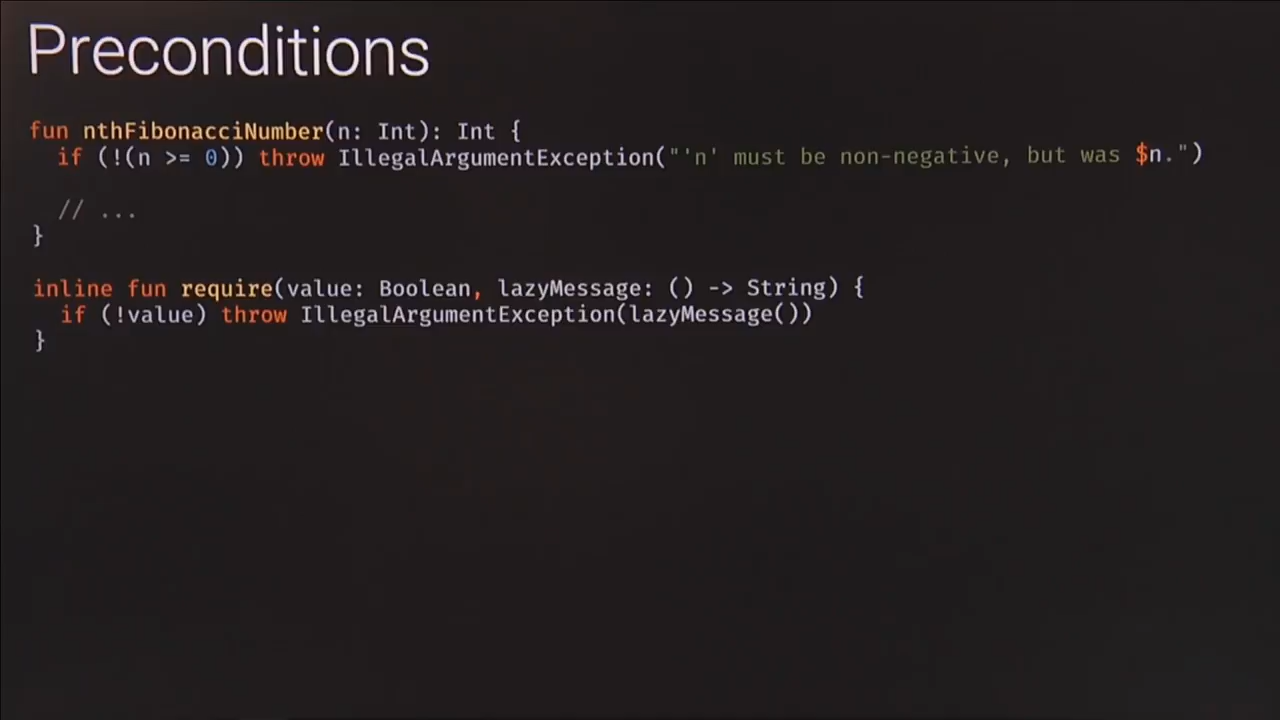 Preconditions
fun nthFibonacciNumber(n: Int): Int {
  if (!(n >= 0)) throw IllegalArgumentException("'n' must be non-negative, but was $n.")
  // ...
}
inline fun require(value: Boolean, lazyMessage: () -> String) {
  if (!value) throw IllegalArgumentException(lazyMessage())
}